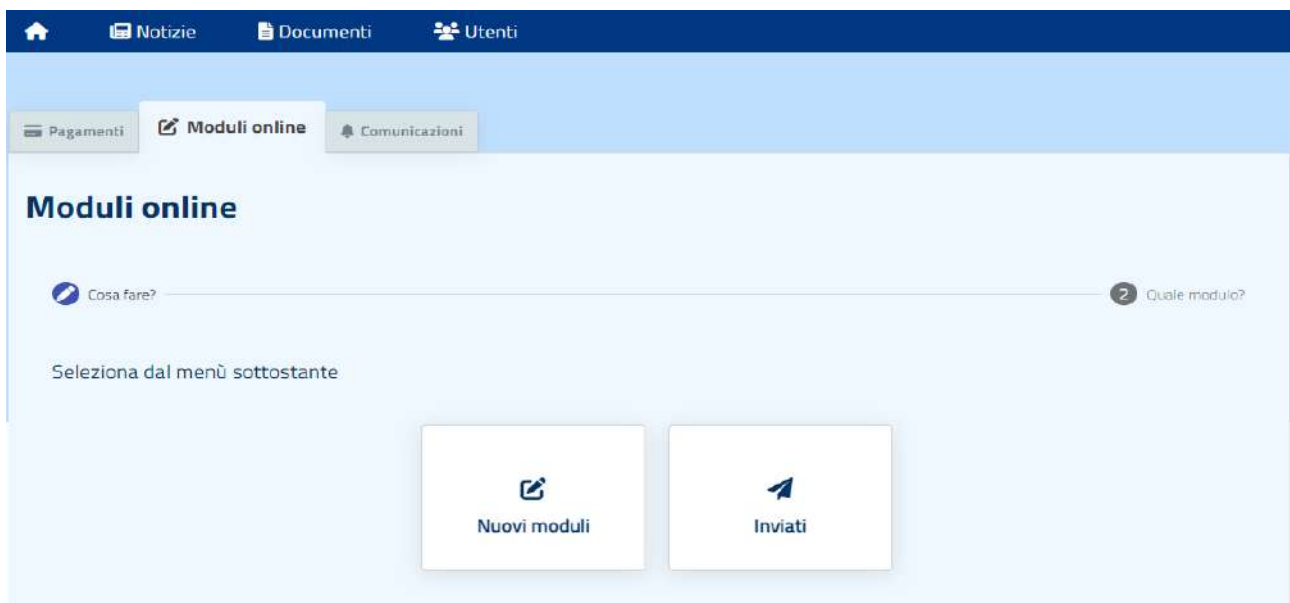 Notizie Documenti Utenti
Pagamenti Moduli online Comunicazioni
Moduli online
Cosa fare? 2 Quale modulo?
Seleziona dal menù sottostante
Nuovi moduli Inviati